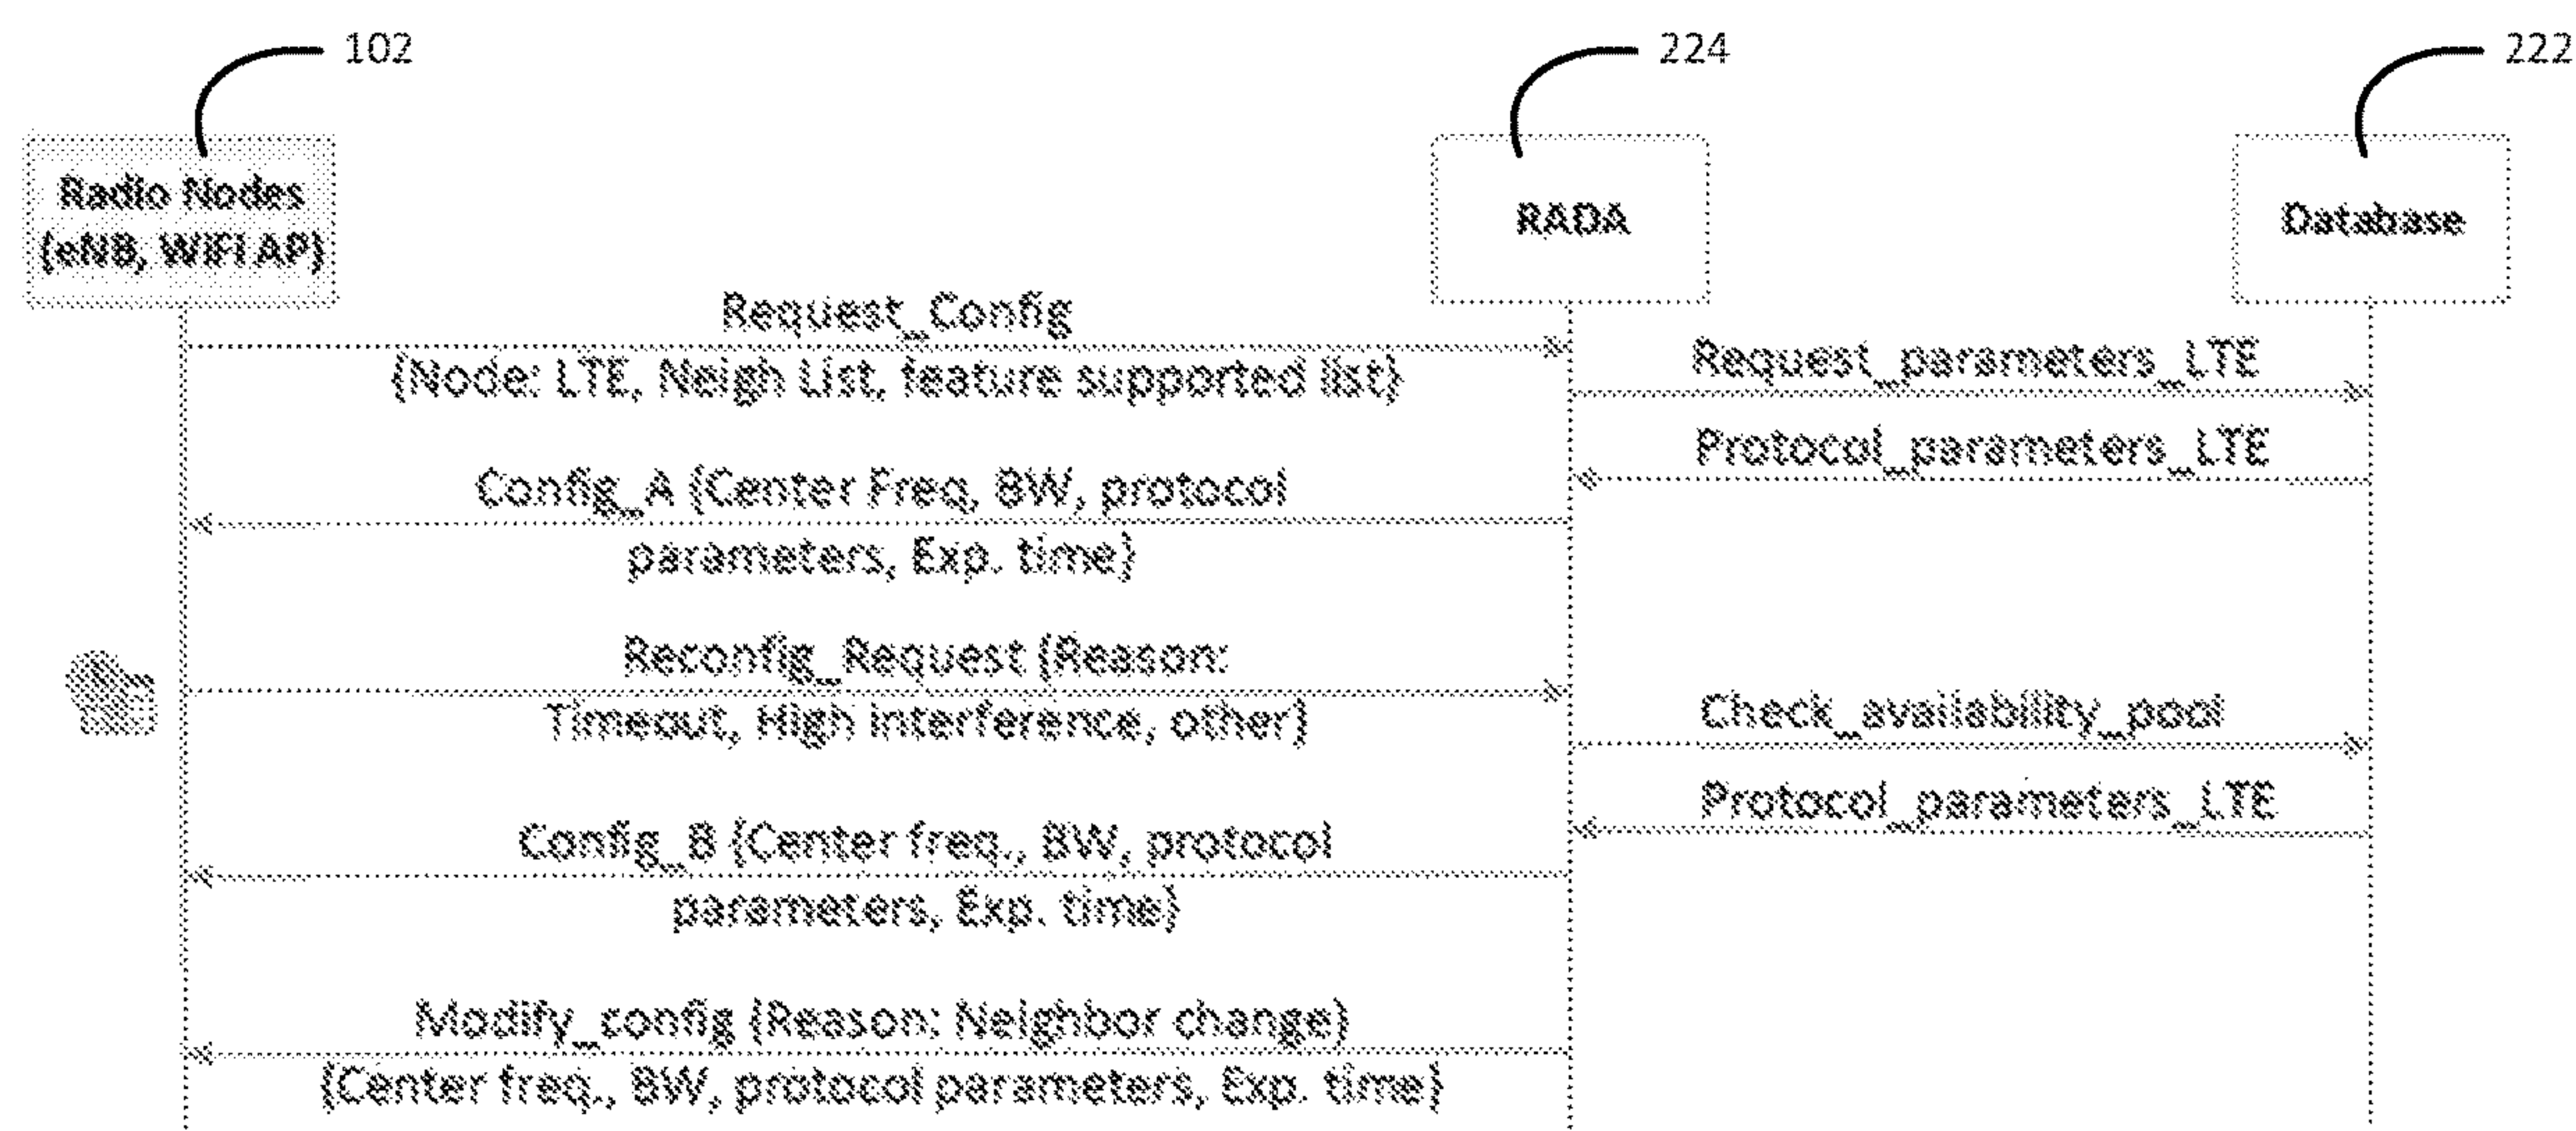 102
224
222
Radio Nodes
(eNB, WiFi AP)
RADA
Database
Request_Config
{Node: LTE, Neigh List, feature supported list}
Request_parameters_LTE
Protocol_parameters_LTE
Config_A {Center Freq, BW, protocol
parameters, Exp. time}
Reconfig_Request {Reason:
Timeout, High interference, other}
Check_availability_pool
Protocol_parameters_LTE
Config_B {Center freq., BW, protocol
parameters, Exp. time}
Modify_config (Reason: Neighbor change)
{Center freq., BW, protocol parameters, Exp. time}